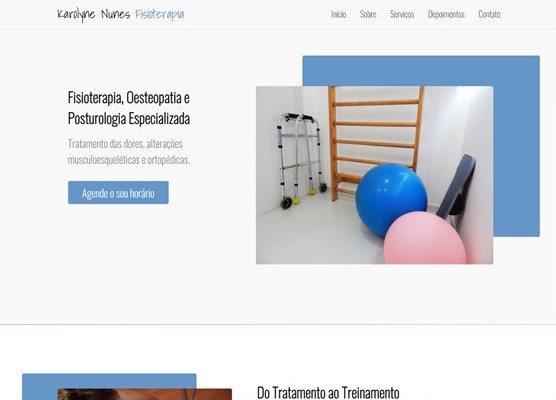 Karolyne Nunes Fisioterapia
Início Sobre Serviços Depoimentos Contato
Fisioterapia, Oesteopatia e
Posturologia Especializada
Tratamento das dores, alterações
musculoesqueléticas e ortopédicas.
Agende o seu horário
Do Tratamento ao Treinamento